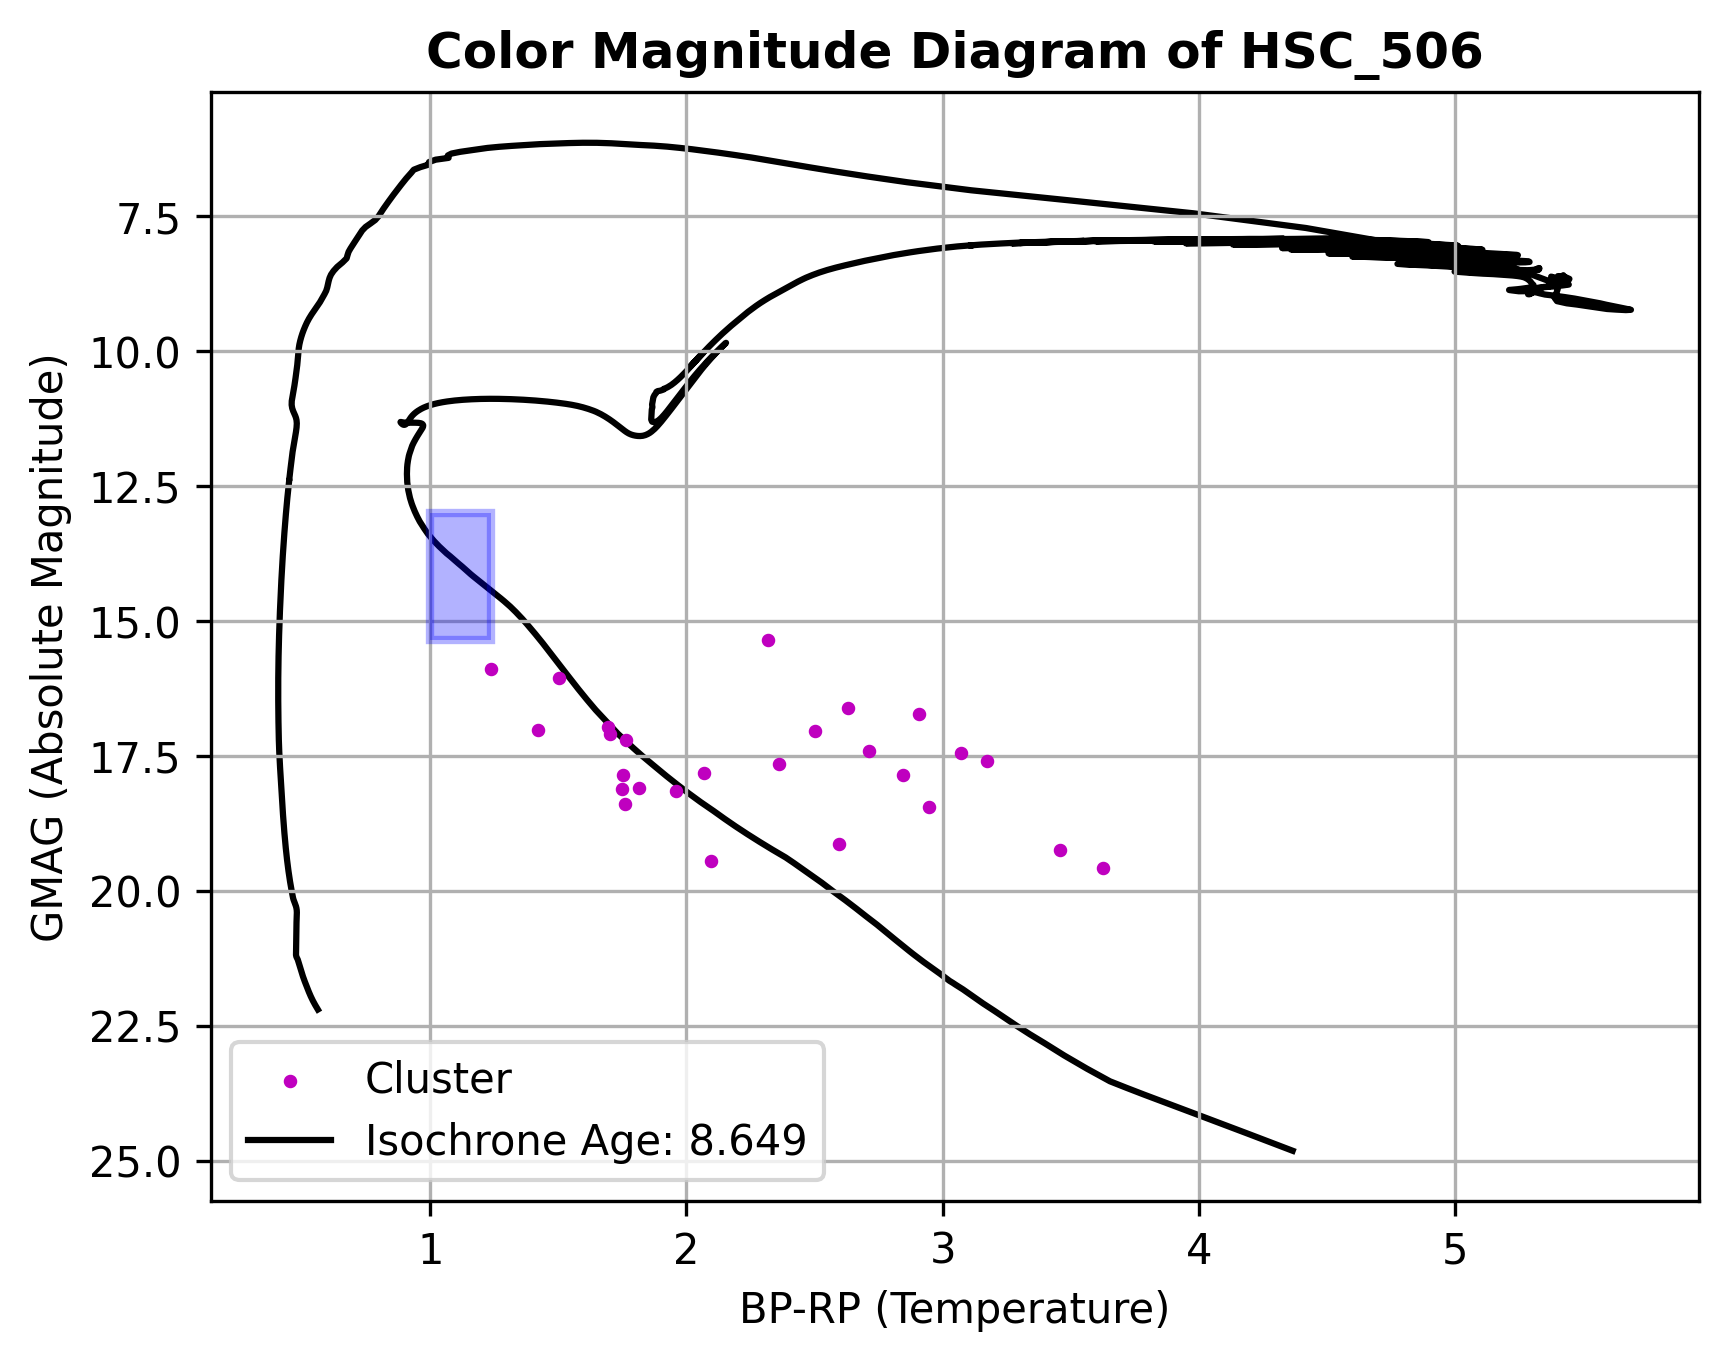 Color Magnitude Diagram of HSC_506
GMAG (Absolute Magnitude)
7.5
10.0
12.5
15.0
17.5
20.0
22.5
25.0
Cluster
Isochrone Age: 8.649
1 2 3 4 5
BP-RP (Temperature)